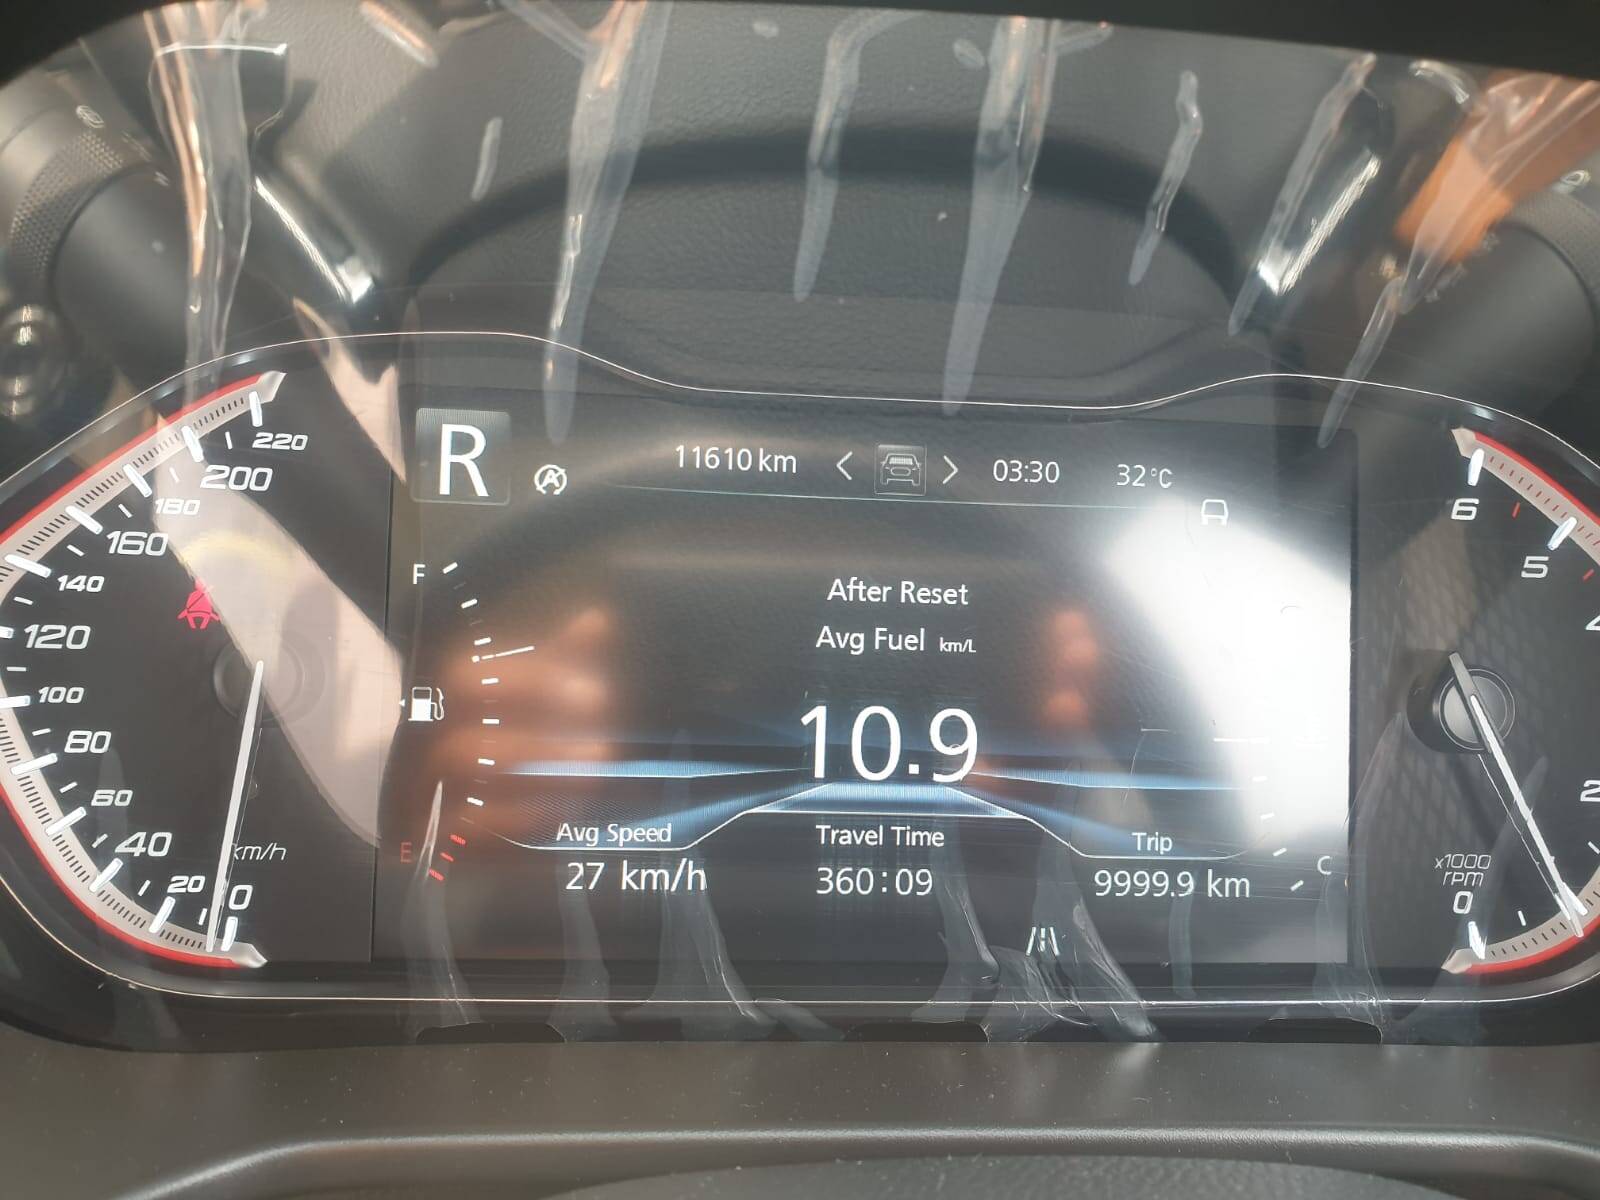 R
11610 km < > 03:30 32°C
After Reset
Avg Fuel km/L
10.9
Avg Speed
27 km/h
Travel Time
360:09
Trip
9999.9 km
F
E
C
220
200
180
160
140
120
100
80
60
40
20
0
km/h
6
5
4
2
0
x1000
rpm